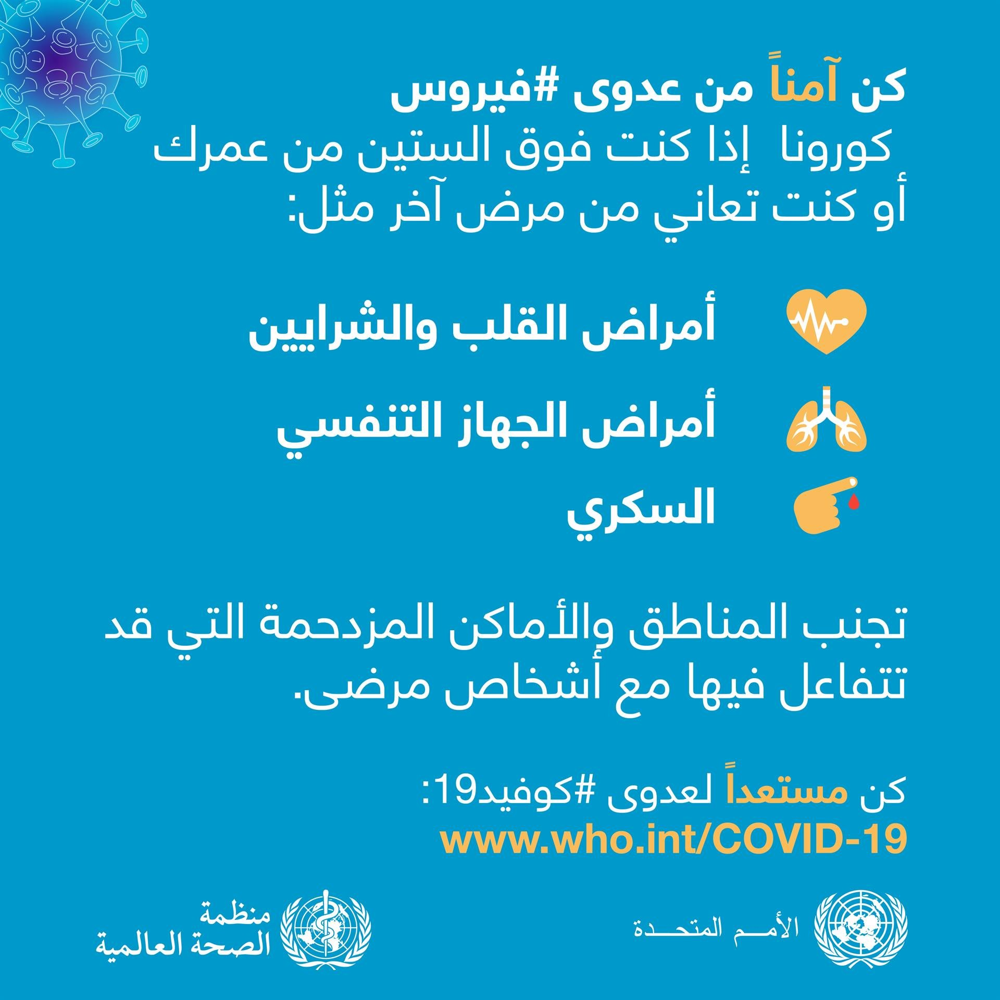 كن آمناً من عدوى #فيروس
كورونا إذا كنت فوق الستين من عمرك
أو كنت تعاني من مرض آخر مثل:
أمراض القلب والشرايين
أمراض الجهاز التنفسي
السكري
تجنب المناطق والأماكن المزدحمة التي قد
تتفاعل فيها مع أشخاص مرضى.
كن مستعداً لعدوى #كوفيد19:
www.who.int/COVID-19
الأمم المتحدة
منظمة
الصحة العالمية